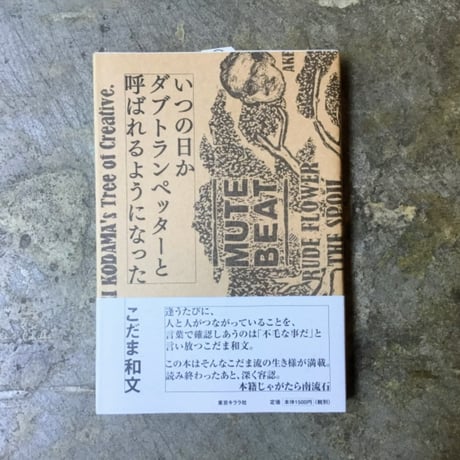 いつの日か
ダブトランペッターと
呼ばれるようになった
KODAMA's Tree of Creative.
MUTE
BEAT
RUDE FLOWER
THE SPOIL
AKE
こだま和文
逢うたびに、
人と人がつながっていることを、
言葉で確認しあうのは「不毛な事だ」と
言い放つこだま和文。
この本はそんなこだま流の生き様が満載。
読み終わったあと、深く容認。
本籍じゃがたら南流石
東京キララ社
定価 本体1500円(税別)